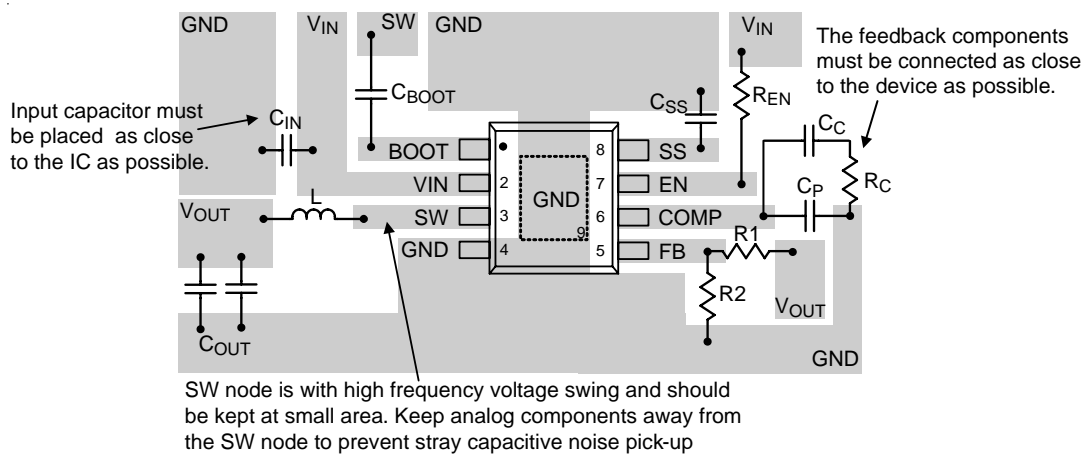 GND
VIN
SW
GND
VIN
The feedback components
must be connected as close
to the device as possible.
Input capacitor must
be placed as close
to the IC as possible.
CIN
CBOOT
CSS
REN
CC
RC
CP
BOOT
VIN
SW
GND
2
3
4
GND
9
8
7
6
5
SS
EN
COMP
FB
VOUT
L
COUT
R1
R2
VOUT
GND
SW node is with high frequency voltage swing and should
be kept at small area. Keep analog components away from
the SW node to prevent stray capacitive noise pick-up